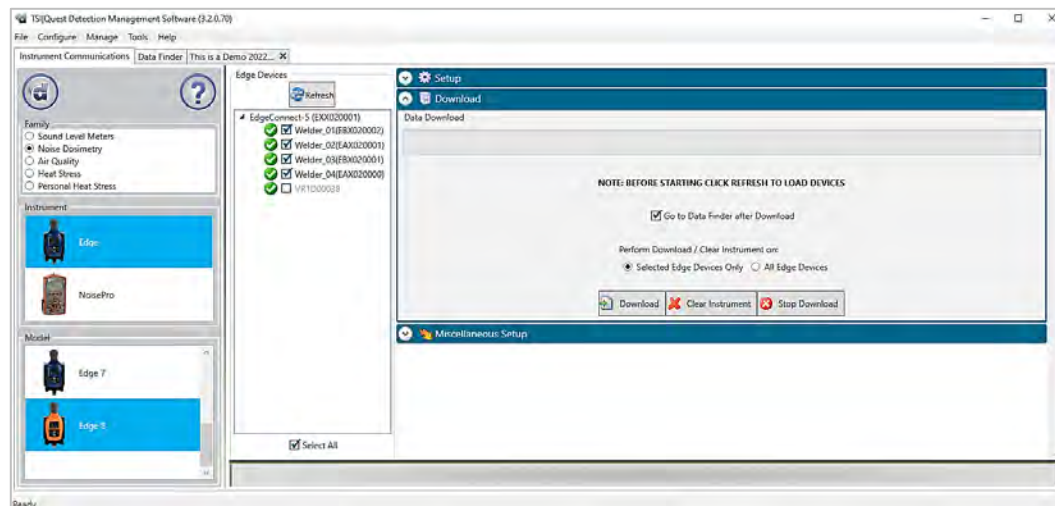 TSI|Quest Detection Management Software (3.2.0.70)
File Configure Manage Tools Help
Instrument Communications Data Finder This is a Demo 2022...
Family
Sound Level Meters
Noise Dosimetry
Air Quality
Heat Stress
Personal Heat Stress
Instrument
Edge
NoisePro
Model
Edge 7
Edge 8
Edge Devices
Refresh
EdgeConnect-5 (EXX020001)
Welder_01(EBX020002)
Welder_02(EAX020001)
Welder_03(EBX020001)
Welder_04(EAX020000)
Select All
Setup
Download
Data Download
NOTE: BEFORE STARTING CLICK REFRESH TO LOAD DEVICES
Go to Data Finder after Download
Perform Download / Clear Instrument on:
Selected Edge Devices Only All Edge Devices
Download Clear Instrument Stop Download
Miscellaneous Setup
Ready